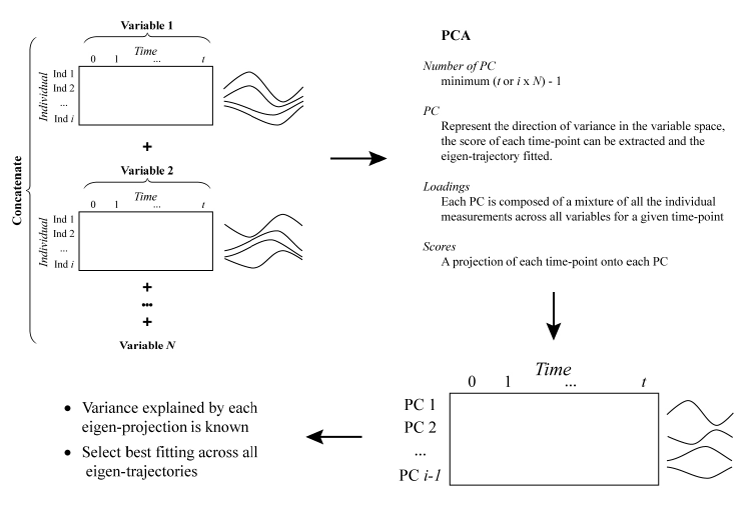 Variable 1
Time
0 1 ... t
Individual
Ind 1
Ind 2
...
Ind i
+
Variable 2
Time
0 1 ... t
Individual
Ind 1
Ind 2
...
Ind i
+
...
+
Variable N
Concatenate
PCA
Number of PC
minimum (t or i x N) - 1
PC
Represent the direction of variance in the variable space,
the score of each time-point can be extracted and the
eigen-trajectory fitted.
Loadings
Each PC is composed of a mixture of all the individual
measurements across all variables for a given time-point
Scores
A projection of each time-point onto each PC
Time
0 1 ... t
PC 1
PC 2
...
PC i-1
• Variance explained by each
eigen-projection is known
• Select best fitting across all
eigen-trajectories